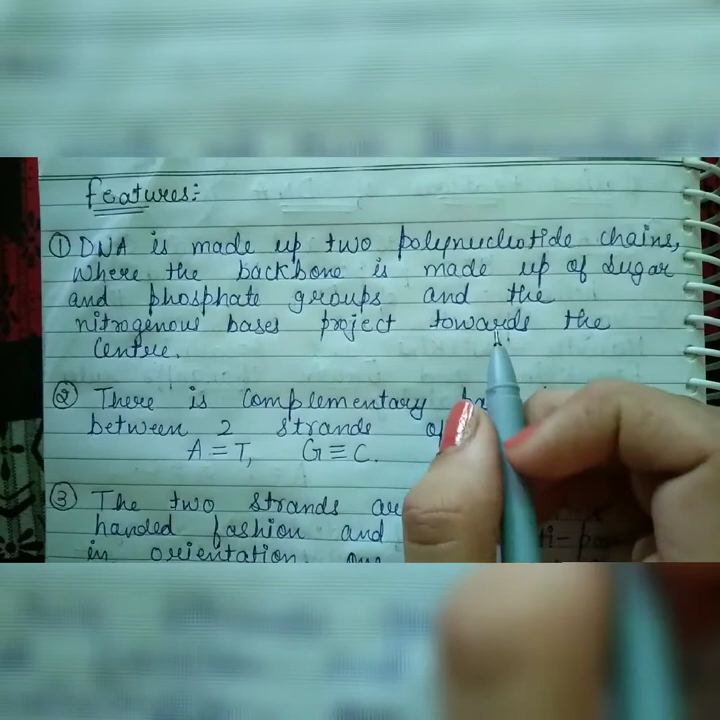 Features:
① DNA is made up two polynucleotide chains,
where the backbone is made up of sugar
and phosphate groups and the
nitrogenous bases project towards the
centre.
② There is complementary
between 2 strands of
A=T, G≡C.
③ The two strands
handed fashion and
in orientation